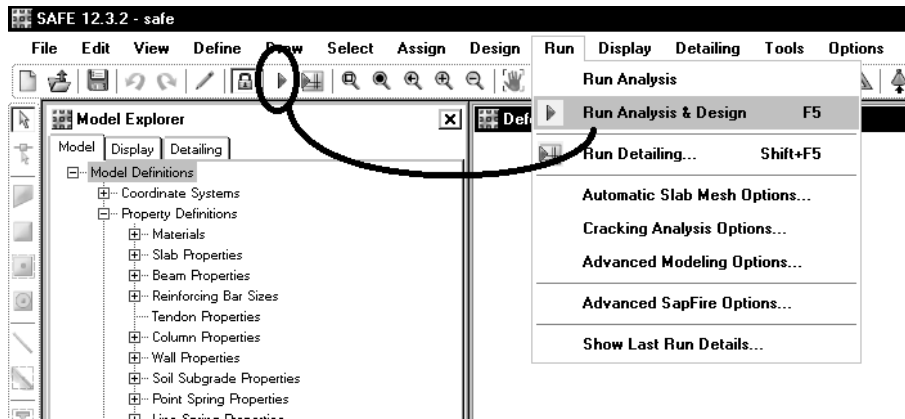 SAFE 12.3.2 - safe
File Edit View Define Draw Select Assign Design Run Display Detailing Tools Options
Run Analysis
Model Explorer
Def
Run Analysis & Design F5
Model Display Detailing
Run Detailing... Shift+F5
Model Definitions
Coordinate Systems
Automatic Slab Mesh Options...
Property Definitions
Cracking Analysis Options...
Materials
Slab Properties
Advanced Modeling Options...
Beam Properties
Reinforcing Bar Sizes
Advanced SapFire Options...
Tendon Properties
Column Properties
Show Last Run Details...
Wall Properties
Soil Subgrade Properties
Point Spring Properties
Line Spring Properties